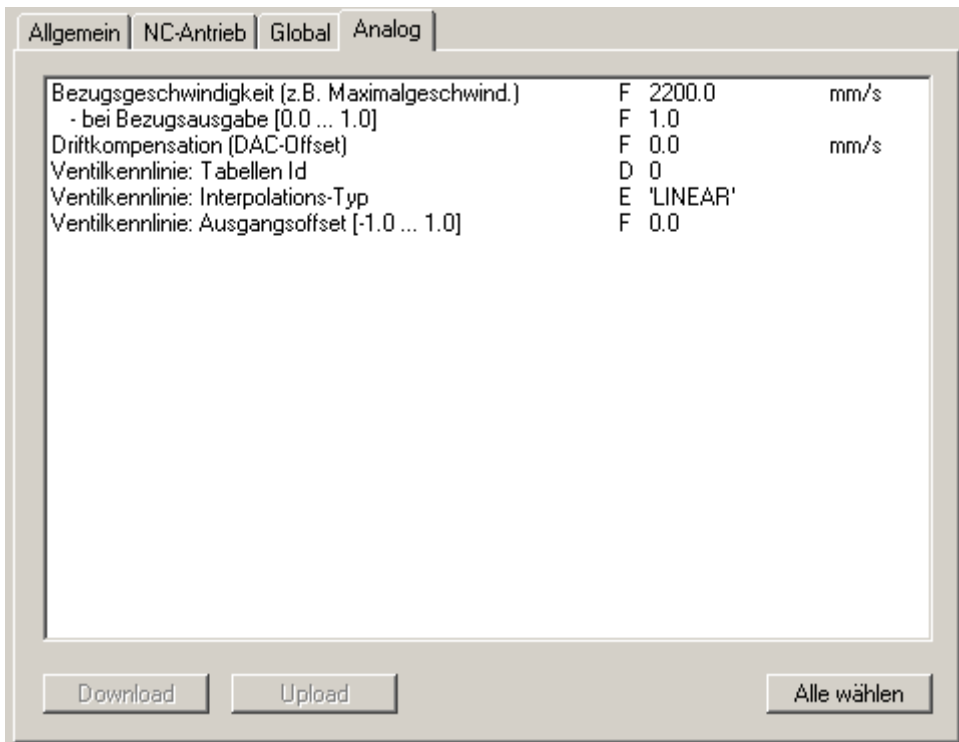 Allgemein NC-Antrieb Global Analog
Bezugsgeschwindigkeit (z.B. Maximalgeschwind.) F 2200.0 mm/s
- bei Bezugsausgabe [0.0 ... 1.0] F 1.0
Driftkompensation (DAC-Offset) F 0.0 mm/s
Ventilkennlinie: Tabellen Id D 0
Ventilkennlinie: Interpolations-Typ E 'LINEAR'
Ventilkennlinie: Ausgangsoffset [-1.0 ... 1.0] F 0.0
Download Upload Alle wählen